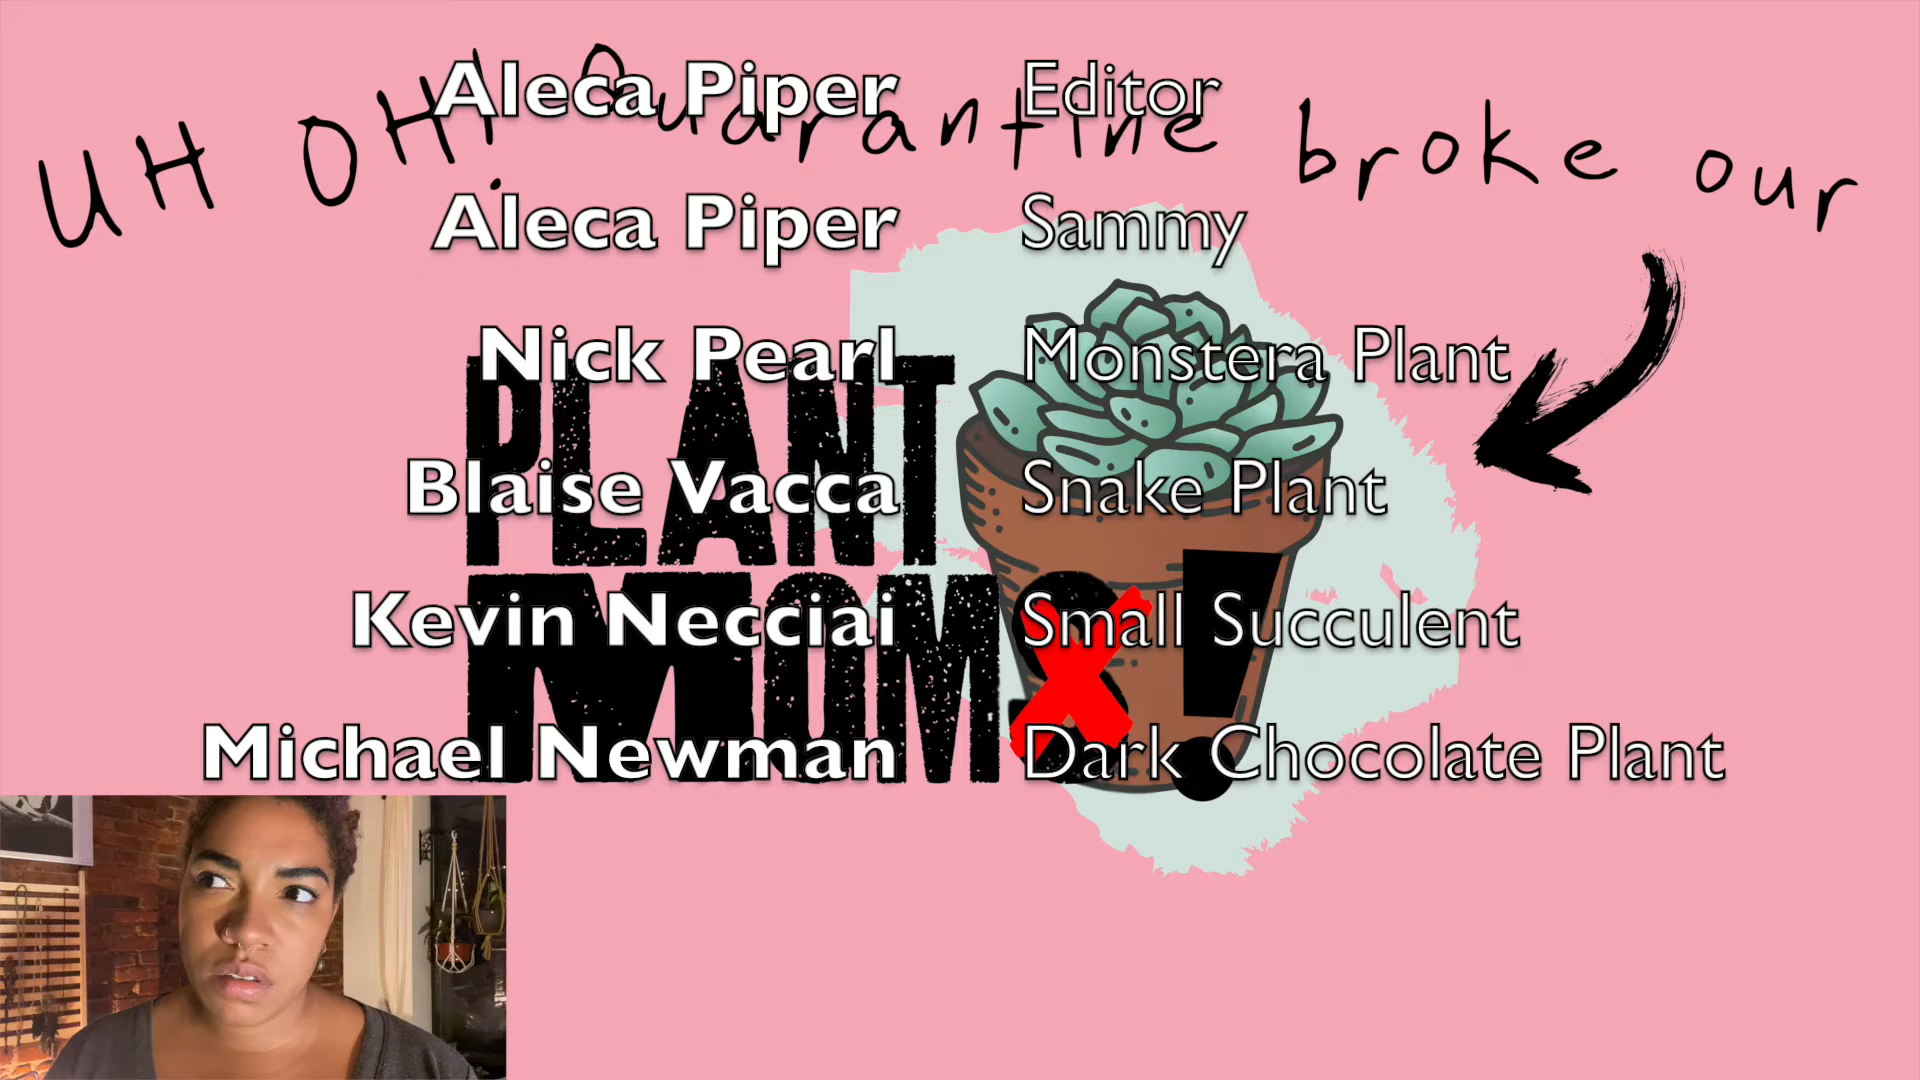 UH OH! Quarantine broke our
Aleca Piper Editor
Aleca Piper Sammy
Nick Pearl Monstera Plant
PLANT
Blaise Vacca Snake Plant
Kevin Necciai Small Succulent
MOMS!
Michael Newman Dark Chocolate Plant